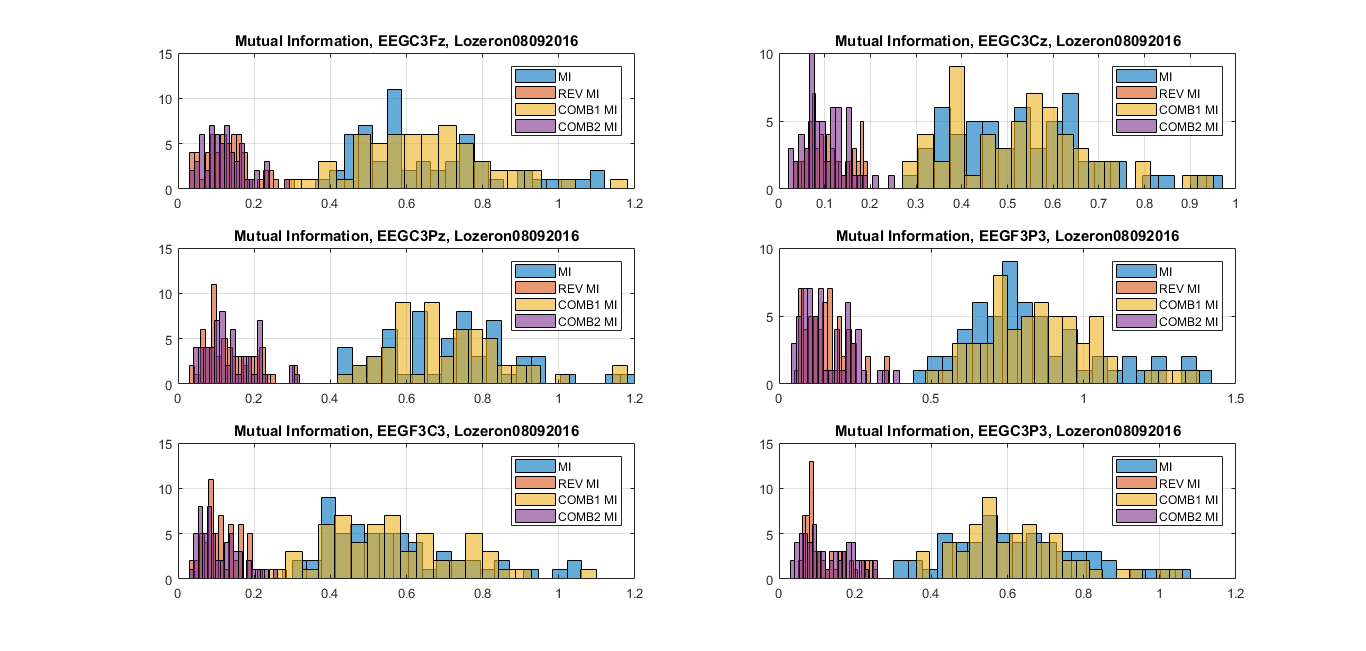 Mutual Information, EEGC3Fz, Lozeron08092016
15
10
5
0
0 0.2 0.4 0.6 0.8 1 1.2
MI
REV MI
COMB1 MI
COMB2 MI
Mutual Information, EEGC3Cz, Lozeron08092016
10
5
0
0 0.1 0.2 0.3 0.4 0.5 0.6 0.7 0.8 0.9 1
MI
REV MI
COMB1 MI
COMB2 MI
Mutual Information, EEGC3Pz, Lozeron08092016
15
10
5
0
0 0.2 0.4 0.6 0.8 1 1.2
MI
REV MI
COMB1 MI
COMB2 MI
Mutual Information, EEGF3P3, Lozeron08092016
10
5
0
0 0.5 1 1.5
MI
REV MI
COMB1 MI
COMB2 MI
Mutual Information, EEGF3C3, Lozeron08092016
15
10
5
0
0 0.2 0.4 0.6 0.8 1 1.2
MI
REV MI
COMB1 MI
COMB2 MI
Mutual Information, EEGC3P3, Lozeron08092016
15
10
5
0
0 0.2 0.4 0.6 0.8 1 1.2
MI
REV MI
COMB1 MI
COMB2 MI